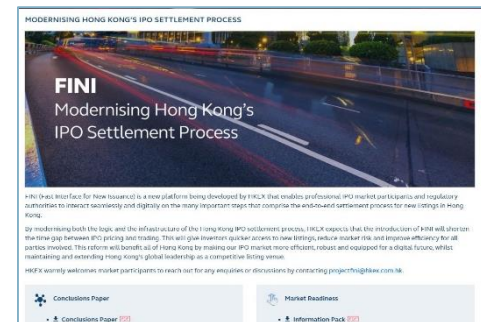 MODERNISING HONG KONG'S IPO SETTLEMENT PROCESS
FINI
Modernising Hong Kong's
IPO Settlement Process
FINI (Fast Interface for New Issuance) is a new platform being developed by HKEX that enables professional IPO market participants and regulatory
authorities to interact seamlessly and digitally on the many important steps that comprise the end-to-end settlement process for new listings in Hong
Kong.
By modernising both the logic and the infrastructure of the Hong Kong IPO settlement process, HKEX expects that the introduction of FINI will shorten
the time gap between IPO pricing and trading. This will give investors quicker access to new listings, reduce market risk and improve efficiency for all
parties involved. This reform will benefit all of Hong Kong by making our IPO market more efficient, robust and equipped for a digital future, whilst
maintaining and extending Hong Kong's global leadership as a competitive listing venue.
HKEX warmly welcomes market participants to reach out for any enquiries or discussions by contacting projectfini@hkex.com.hk.
Conclusions Paper
Market Readiness
Conclusions Paper
Information Pack